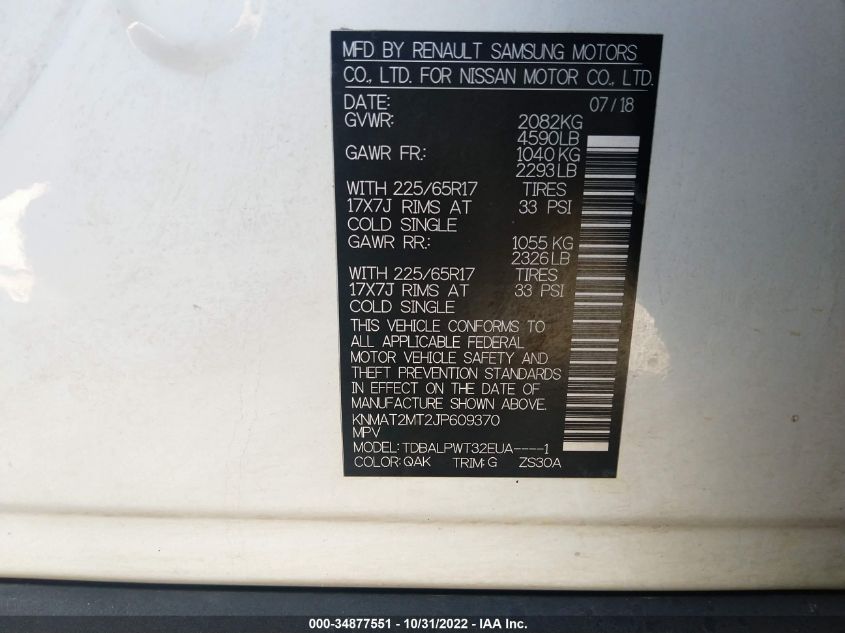 MFD BY RENAULT SAMSUNG MOTORS
CO., LTD. FOR NISSAN MOTOR CO., LTD.
DATE: 07/18
GVWR: 2082KG
4590LB
GAWR FR.: 1040KG
2293LB
WITH 225/65R17 TIRES
17X7J RIMS AT 33 PSI
COLD SINGLE
GAWR RR.: 1055KG
2326LB
WITH 225/65R17 TIRES
17X7J RIMS AT 33 PSI
COLD SINGLE
THIS VEHICLE CONFORMS TO
ALL APPLICABLE FEDERAL
MOTOR VEHICLE SAFETY AND
THEFT PREVENTION STANDARDS
IN EFFECT ON THE DATE OF
MANUFACTURE SHOWN ABOVE.
KNMAT2MT2JP609370
MPV
MODEL: TDBALPWT32EUA----1
COLOR: QAK TRIM: G ZS30A
000-34877551 - 10/31/2022 - IAA Inc.